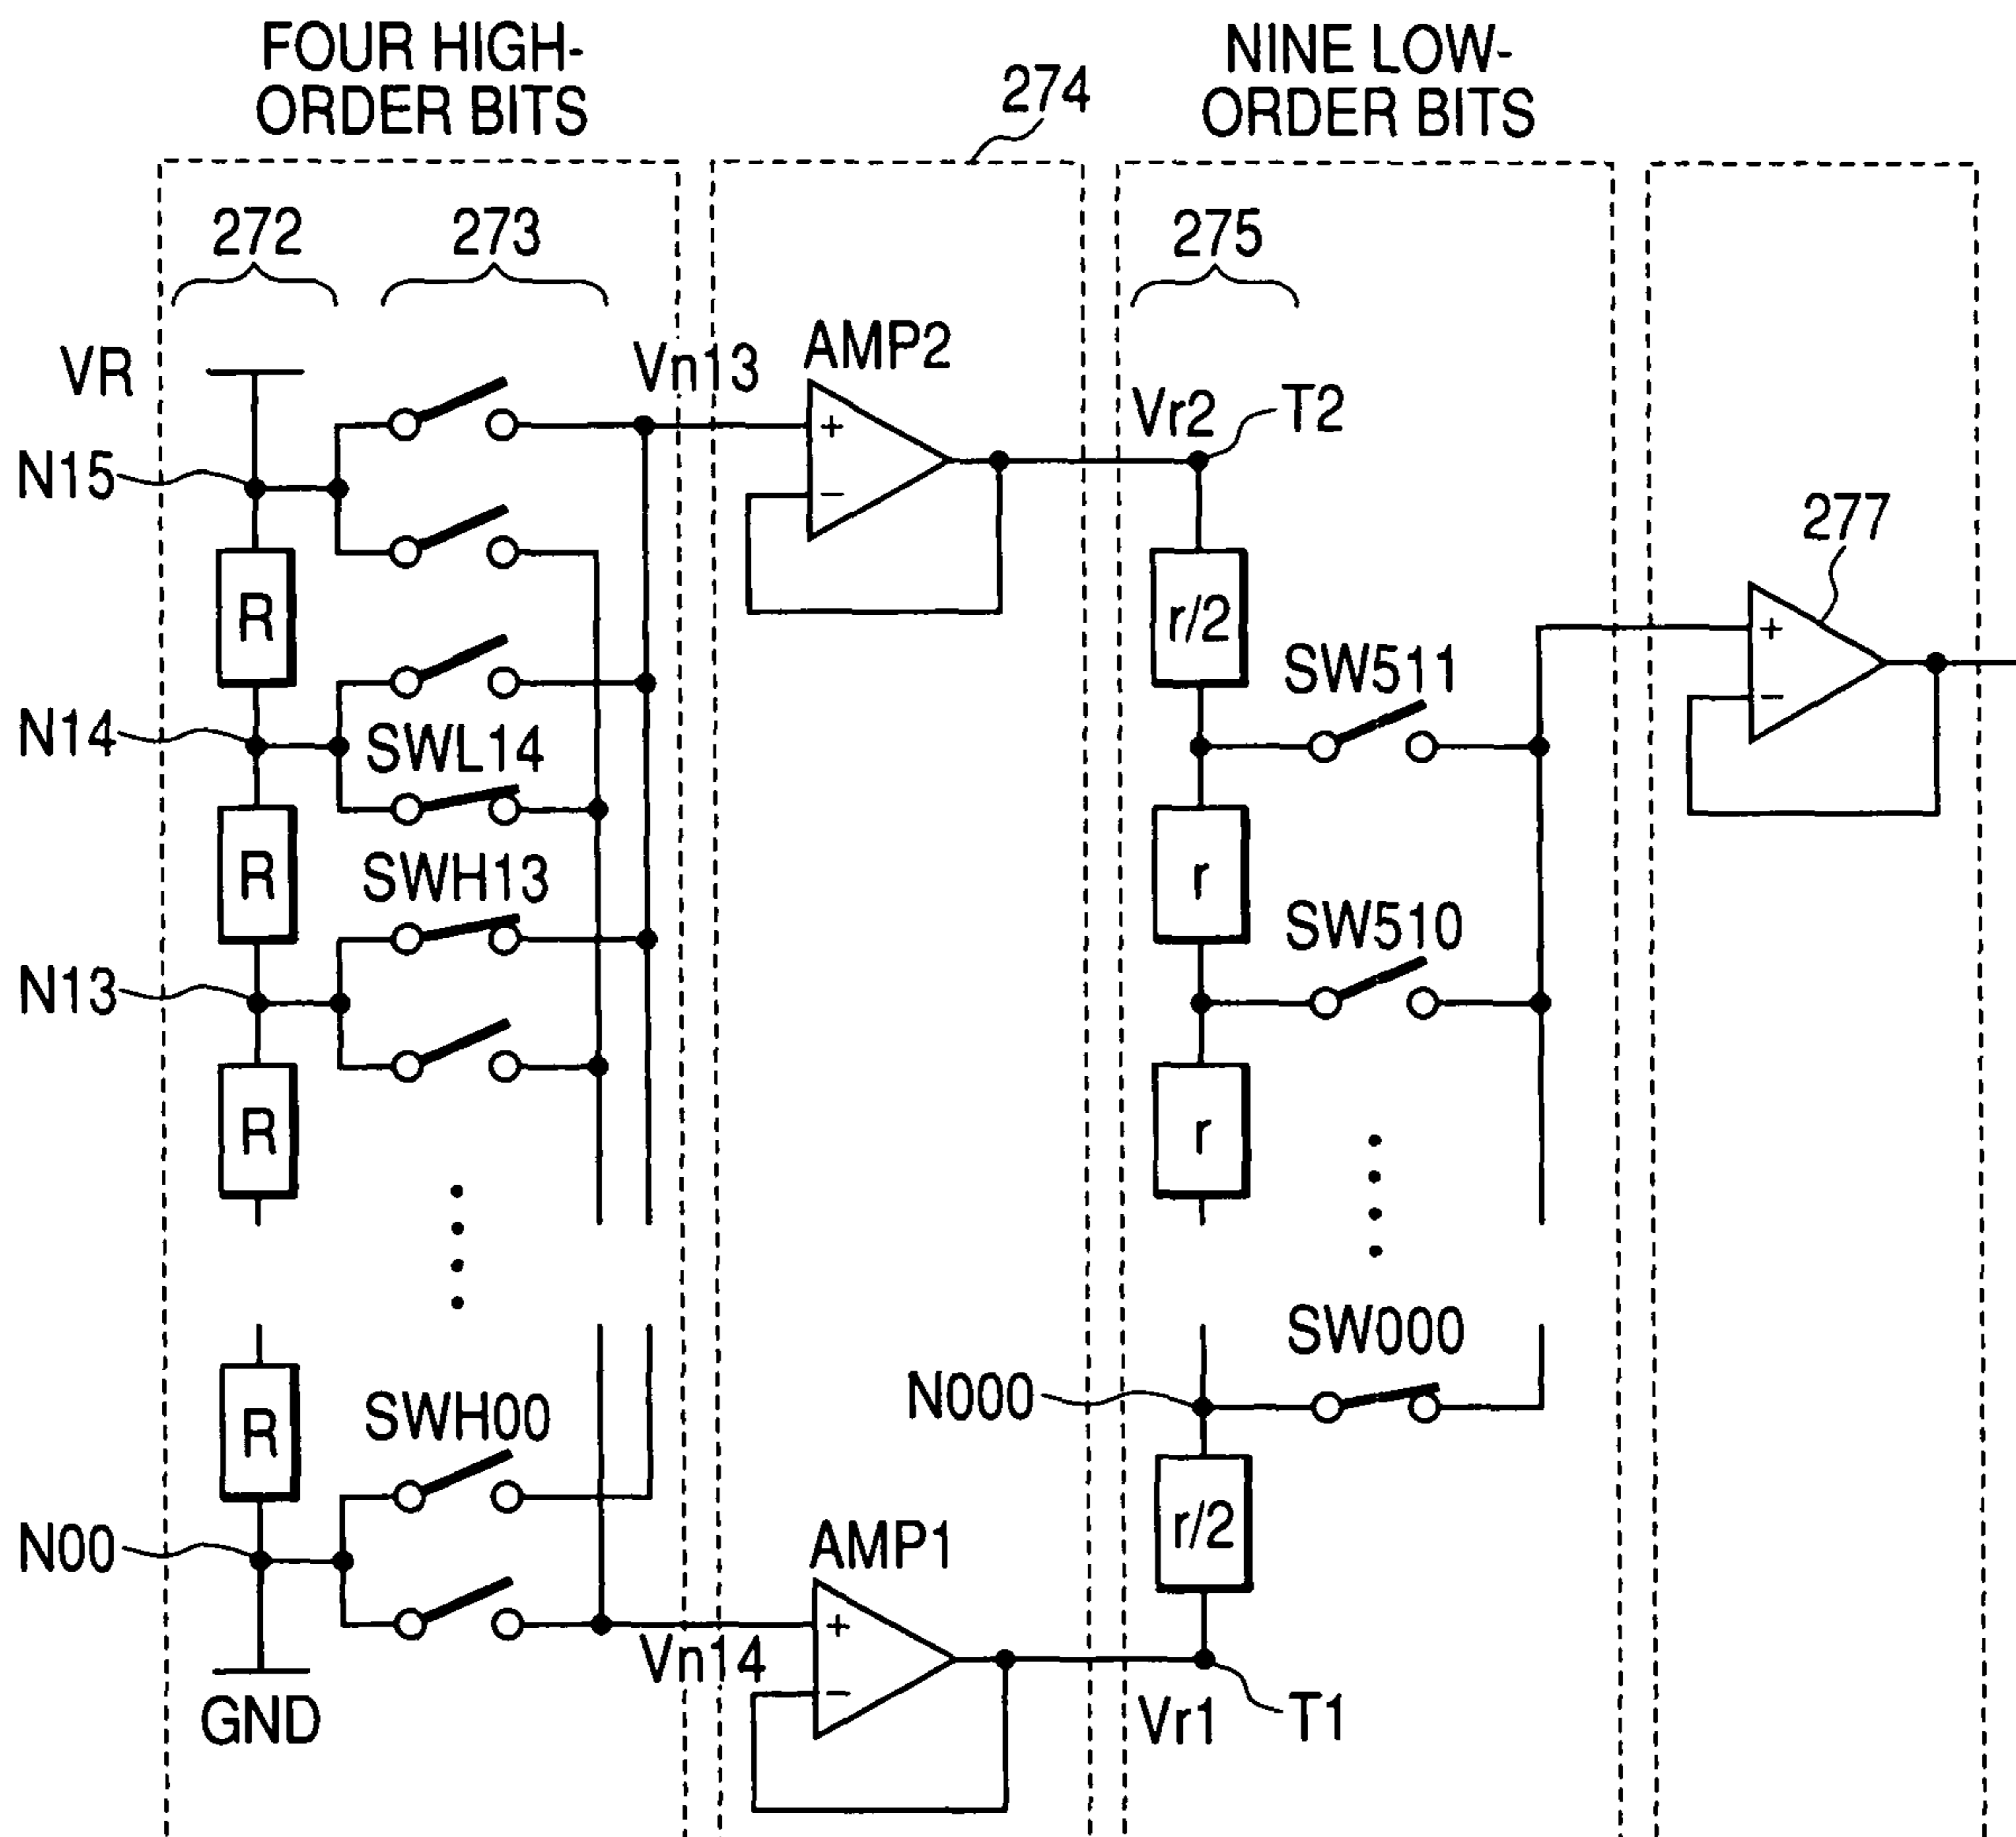 FOUR HIGH-
ORDER BITS
NINE LOW-
ORDER BITS
274
272
273
275
VR
Vn13
AMP2
Vr2
T2
N15
+
−
277
R
r/2
SW511
+
−
N14
SWL14
R
SWH13
r
SW510
N13
R
r
SW000
N000
R
SWH00
r/2
N00
AMP1
+
−
Vn14
GND
Vr1
T1